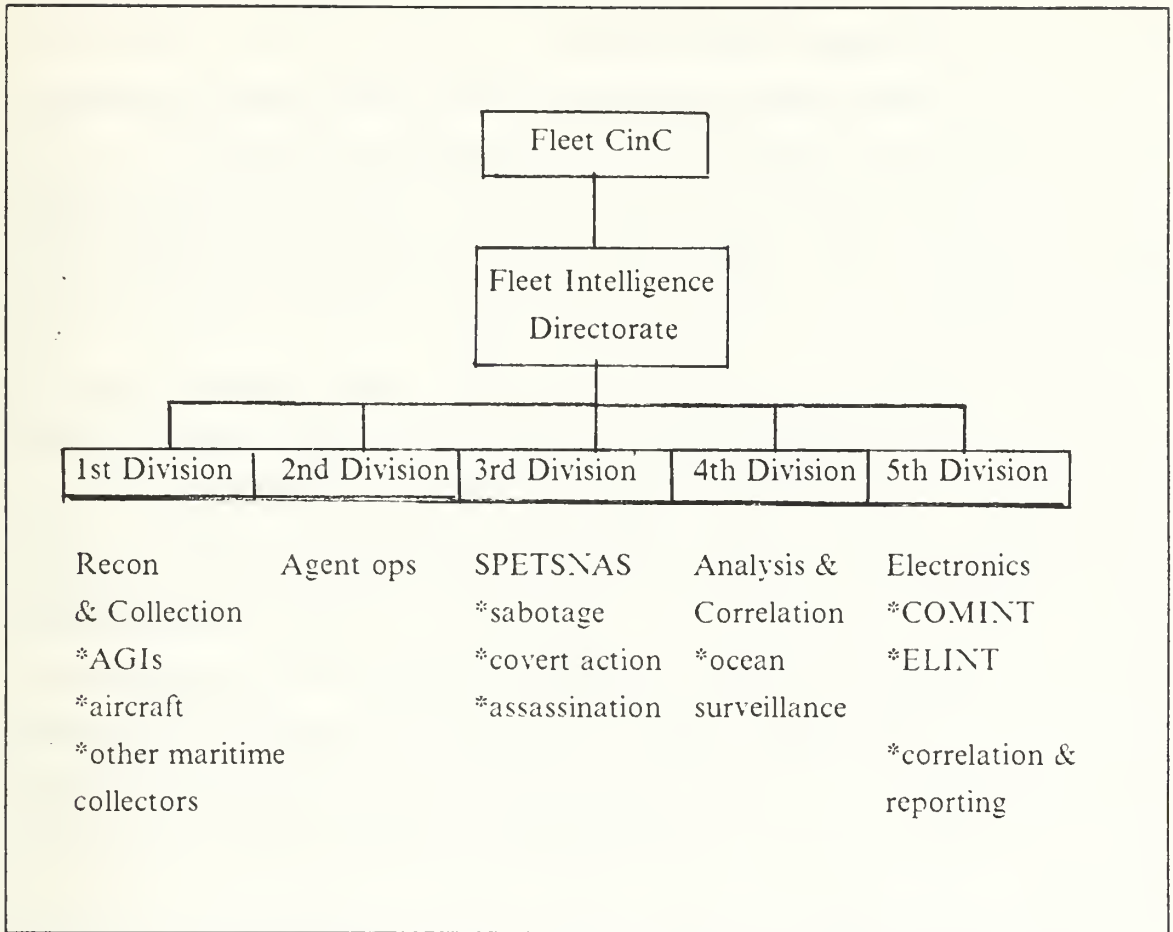 Fleet CinC
Fleet Intelligence
Directorate
1st Division
2nd Division
3rd Division
4th Division
5th Division
Recon
& Collection
*AGIs
*aircraft
*other maritime
collectors
Agent ops
SPETSNAS
*sabotage
*covert action
*assassination
Analysis &
Correlation
*ocean
surveillance
Electronics
*COMINT
*ELINT
*correlation &
reporting